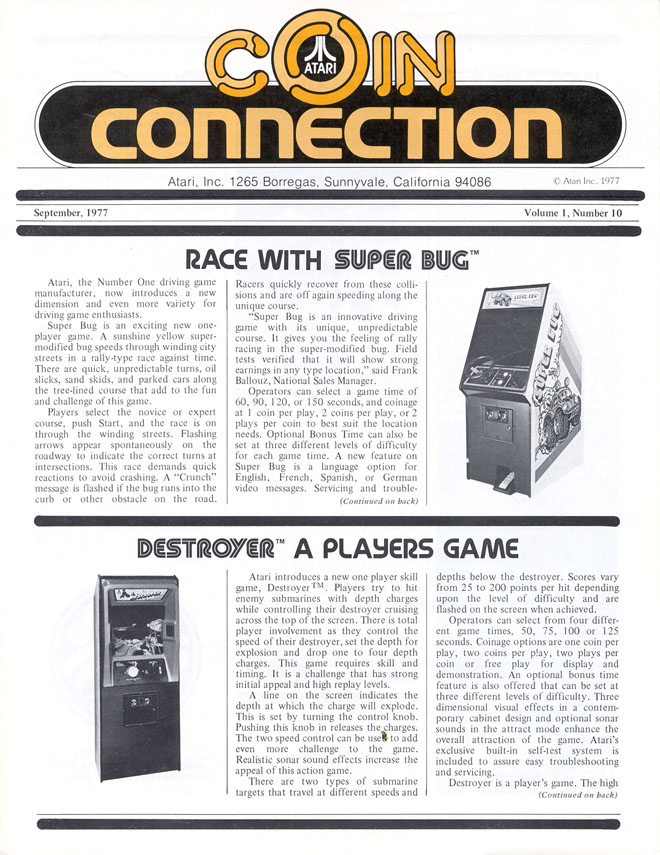 COIN
ATARI
CONNECTION
Atari, Inc. 1265 Borregas, Sunnyvale, California 94086
© Atari Inc. 1977
September, 1977
Volume 1, Number 10
RACE WITH SUPER BUG™
Atari, the Number One driving game
manufacturer, now introduces a new
dimension and even more variety for
driving game enthusiasts.
Super Bug is an exciting new one-
player game. A sunshine yellow super-
modified bug speeds through winding city
streets in a rally-type race against time.
There are quick, unpredictable turns, oil
slicks, sand skids, and parked cars along
the tree-lined course that add to the fun
and challenge of this game.
Players select the novice or expert
course, push Start, and the race is on
through the winding streets. Flashing
arrows appear spontaneously on the
roadway to indicate the correct turns at
intersections. This race demands quick
reactions to avoid crashing. A “Crunch”
message is flashed if the bug runs into the
curb or other obstacle on the road.
Racers quickly recover from these colli-
sions and are off again speeding along the
unique course.
“Super Bug is an innovative driving
game with its unique, unpredictable
course. It gives you the feeling of rally
racing in the super-modified bug. Field
tests verified that it will show strong
earnings in any type location,” said Frank
Ballouz, National Sales Manager.
Operators can select a game time of
60, 90, 120, or 150 seconds, and coinage
at 1 coin per play, 2 coins per play, or 2
plays per coin to best suit the location
needs. Optional Bonus Time can also be
set at three different levels of difficulty
for each game time. A new feature on
Super Bug is a language option for
English, French, Spanish, or German
video messages. Servicing and trouble-
(Continued on back)
SUPER BUG
DESTROYER™ A PLAYERS GAME
Atari introduces a new one player skill
game, Destroyer™. Players try to hit
enemy submarines with depth charges
while controlling their destroyer cruising
across the top of the screen. There is total
player involvement as they control the
speed of their destroyer, set the depth for
explosion and drop one to four depth
charges. This game requires skill and
timing. It is a challenge that has strong
initial appeal and high replay levels.
A line on the screen indicates the
depth at which the charge will explode.
This is set by turning the control knob.
Pushing this knob in releases the charges.
The two speed control can be used to add
even more challenge to the game.
Realistic sonar sound effects increase the
appeal of this action game.
There are two types of submarine
targets that travel at different speeds and
depths below the destroyer. Scores vary
from 25 to 200 points per hit depending
upon the level of difficulty and are
flashed on the screen when achieved.
Operators can select from four differ-
ent game times, 50, 75, 100 or 125
seconds. Coinage options are one coin per
play, two coins per play, two plays per
coin or free play for display and
demonstration. An optional bonus time
feature is also offered that can be set at
three different levels of difficulty. Three
dimensional visual effects in a contem-
porary cabinet design and optional sonar
sounds in the attract mode enhance the
overall attraction of the game. Atari's
exclusive built-in self-test system is
included to assure easy troubleshooting
and servicing.
Destroyer is a player's game. The high
(Continued on back)